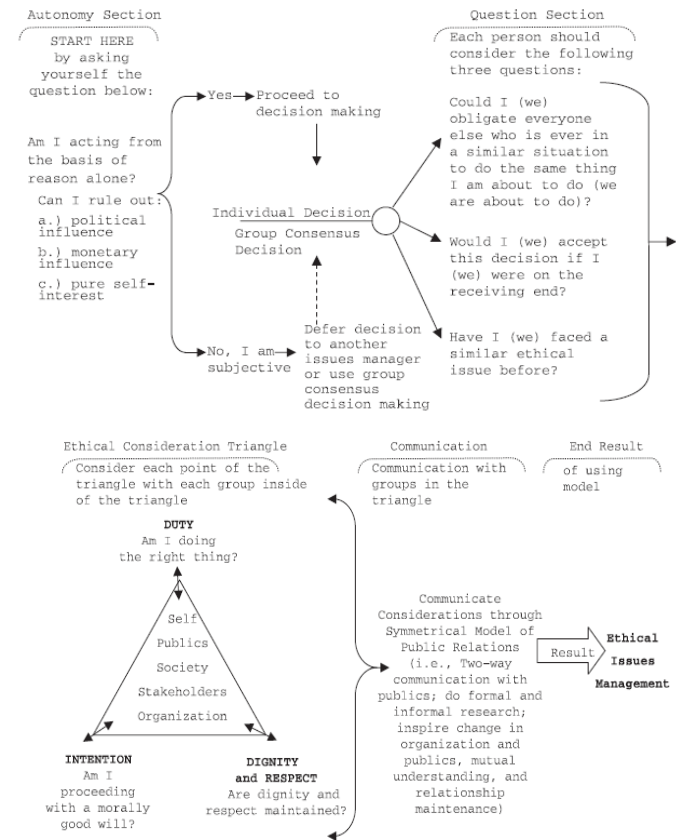 Autonomy Section
START HERE
by asking
yourself the
question below:
Am I acting from
the basis of
reason alone?
Can I rule out:
a.) political
influence
b.) monetary
influence
c.) pure self-
interest
Yes
Proceed to
decision making
Individual Decision
Group Consensus
Decision
No, I am
subjective
Defer decision
to another
issues manager
or use group
consensus
decision making
Question Section
Each person should
consider the following
three questions:
Could I (we)
obligate everyone
else who is ever in
a similar situation
to do the same thing
I am about to do (we
are about to do)?
Would I (we) accept
this decision if I
(we) were on the
receiving end?
Have I (we) faced a
similar ethical
issue before?
Ethical Consideration Triangle
Consider each point of the
triangle with each group inside
of the triangle
DUTY
Am I doing
the right thing?
Self
Publics
Society
Stakeholders
Organization
INTENTION
Am I
proceeding
with a morally
good will?
DIGNITY
and RESPECT
Are dignity and
respect maintained?
Communication
Communication with
groups in the
triangle
Communicate
Considerations through
Symmetrical Model of
Public Relations
(i.e., Two-way
communication with
publics; do formal and
informal research;
inspire change in
organization and
publics, mutual
understanding, and
relationship
maintenance)
End Result
of using
model
Result
Ethical
Issues
Management